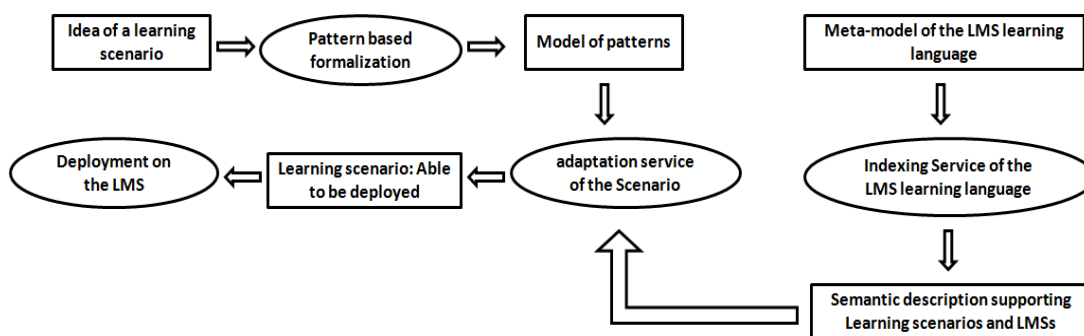 Idea of a learning
scenario
Pattern based
formalization
Model of patterns
Meta-model of the LMS learning
language
Deployment on
the LMS
Learning scenario: Able
to be deployed
adaptation service
of the Scenario
Indexing Service of the
LMS learning language
Semantic description supporting
Learning scenarios and LMSs